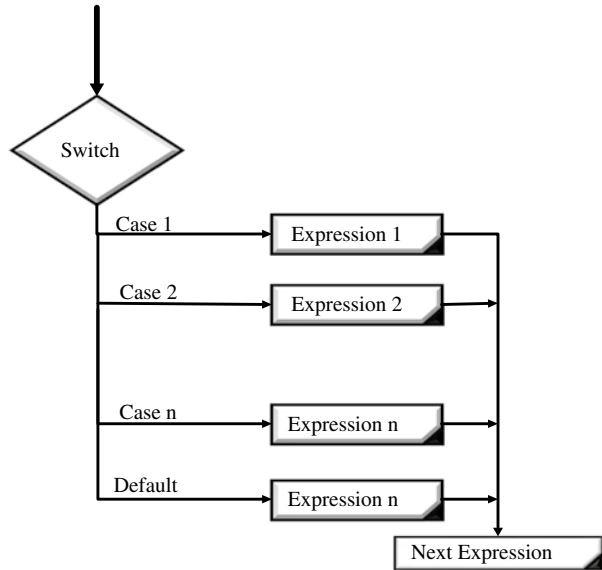 Switch
Case 1
Expression 1
Case 2
Expression 2
Case n
Expression n
Default
Expression n
Next Expression